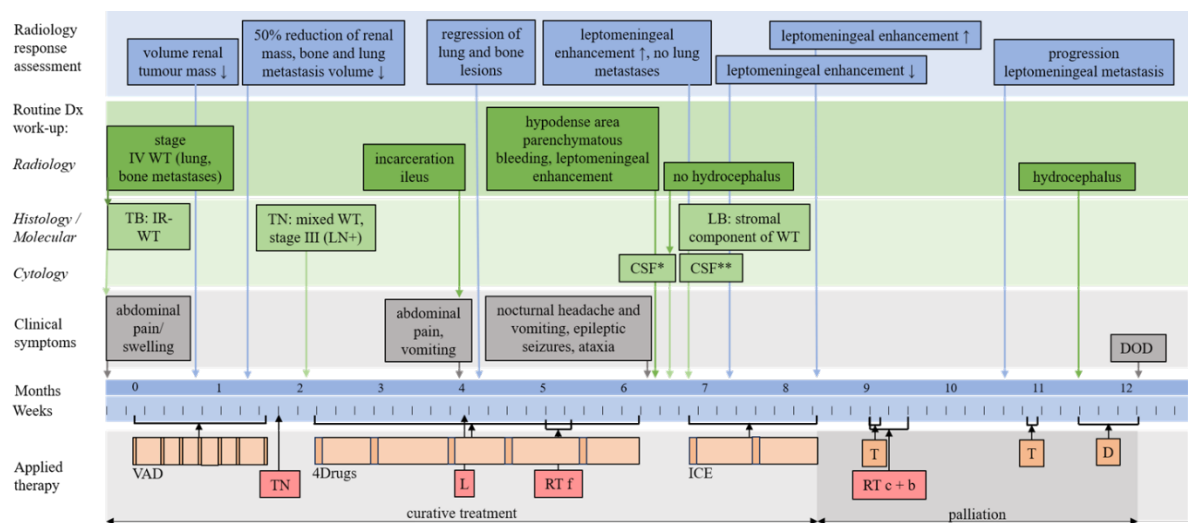 Radiology
response
assessment
volume renal
tumour mass ↓
50% reduction of renal
mass, bone and lung
metastasis volume ↓
regression of
lung and bone
lesions
leptomeningeal
enhancement ↑, no lung
metastases
leptomeningeal enhancement ↑
leptomeningeal enhancement ↓
progression
leptomeningeal metastasis
Routine Dx
work-up:
Radiology
stage
IV WT (lung,
bone metastases)
incarceration
ileus
hypodense area
parenchymatous
bleeding, leptomeningeal
enhancement
no hydrocephalus
hydrocephalus
Histology /
Molecular
TB: IR-
WT
TN: mixed WT,
stage III (LN+)
LB: stromal
component of WT
Cytology
CSF*
CSF**
Clinical
symptoms
abdominal
pain/
swelling
abdominal
pain,
vomiting
nocturnal headache and
vomiting, epileptic
seizures, ataxia
DOD
Months
0 1 2 3 4 5 6 7 8 9 10 11 12
Weeks
Applied
therapy
VAD
TN
4Drugs
L
RT f
ICE
T
RT c + b
T
D
curative treatment
palliation